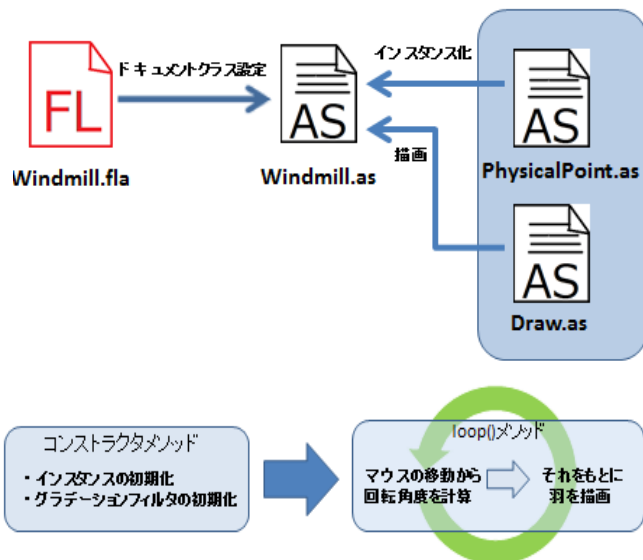 ドキュメントクラス設定
インスタンス化
FL
AS
AS
Windmill.fla
Windmill.as
描画
PhysicalPoint.as
AS
Draw.as
コンストラクタメソッド
・インスタンスの初期化
・グラデーションフィルタの初期化
loop()メソッド
マウスの移動から
回転角度を計算
それをもとに
羽を描画